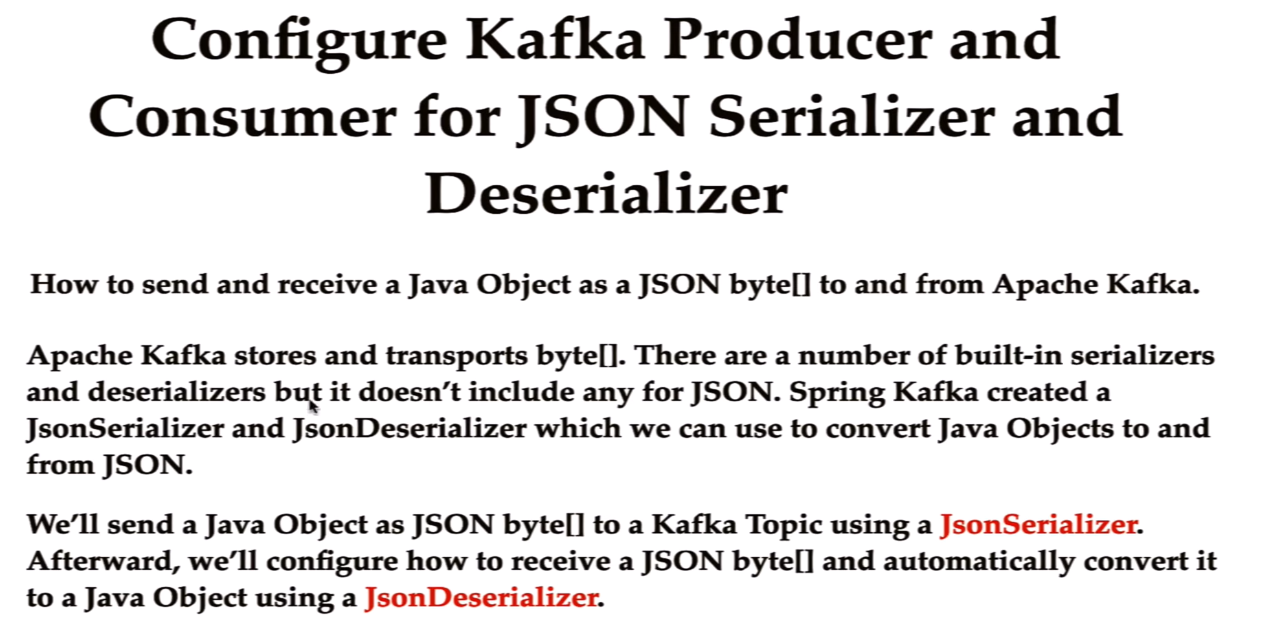 Configure Kafka Producer and
Consumer for JSON Serializer and
Deserializer
How to send and receive a Java Object as a JSON byte[] to and from Apache Kafka.
Apache Kafka stores and transports byte[]. There are a number of built-in serializers
and deserializers but it doesn't include any for JSON. Spring Kafka created a
JsonSerializer and JsonDeserializer which we can use to convert Java Objects to and
from JSON.
We'll send a Java Object as JSON byte[] to a Kafka Topic using a JsonSerializer.
Afterward, we'll configure how to receive a JSON byte[] and automatically convert it
to a Java Object using a JsonDeserializer.